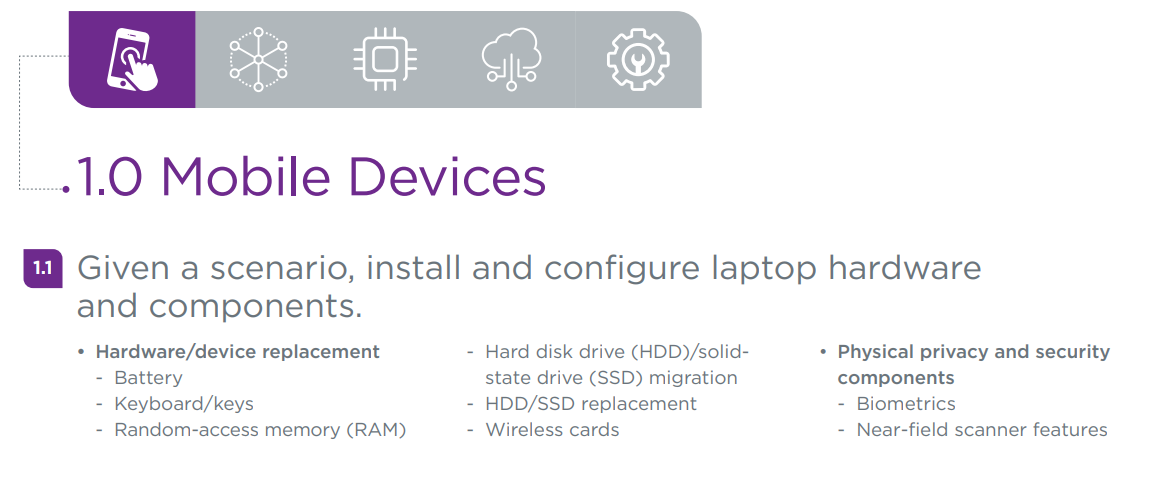 1.0 Mobile Devices
1.1
Given a scenario, install and configure laptop hardware
and components.
• Hardware/device replacement
- Battery
- Keyboard/keys
- Random-access memory (RAM)
- Hard disk drive (HDD)/solid-
state drive (SSD) migration
- HDD/SSD replacement
- Wireless cards
• Physical privacy and security
components
- Biometrics
- Near-field scanner features